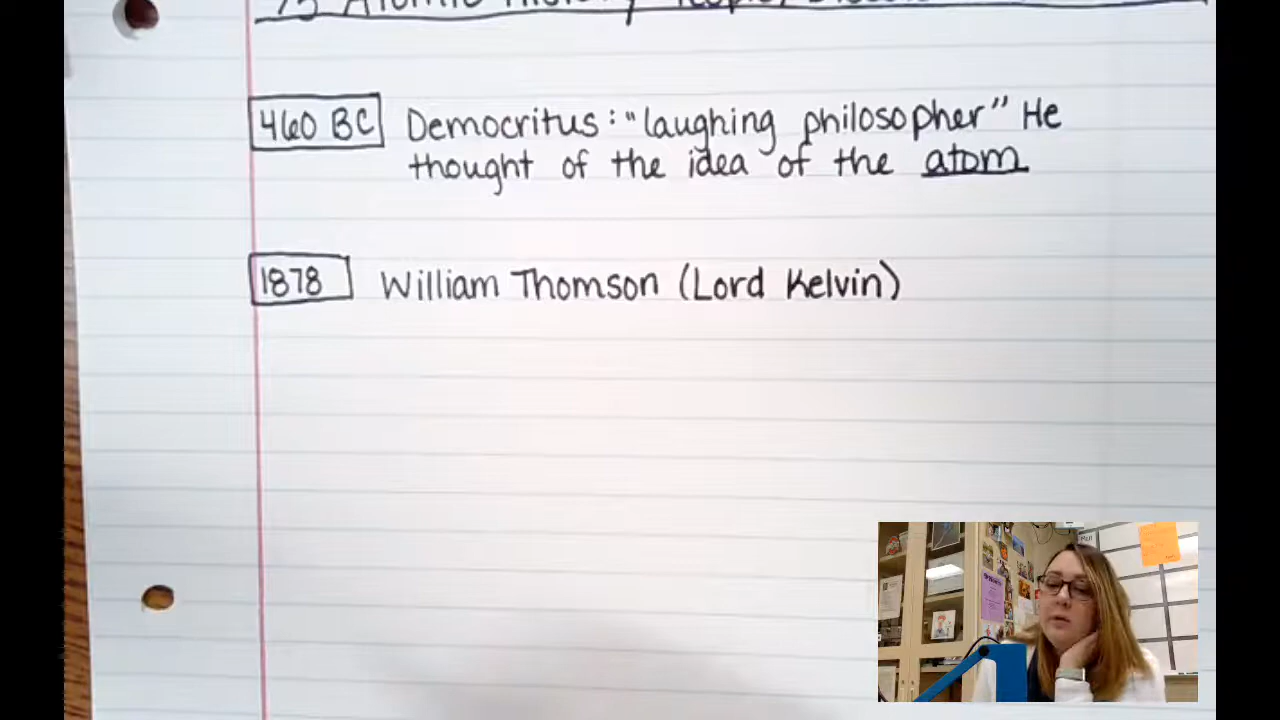 460 BC Democritus: "laughing philosopher" He
thought of the idea of the atom
1878 William Thomson (Lord Kelvin)